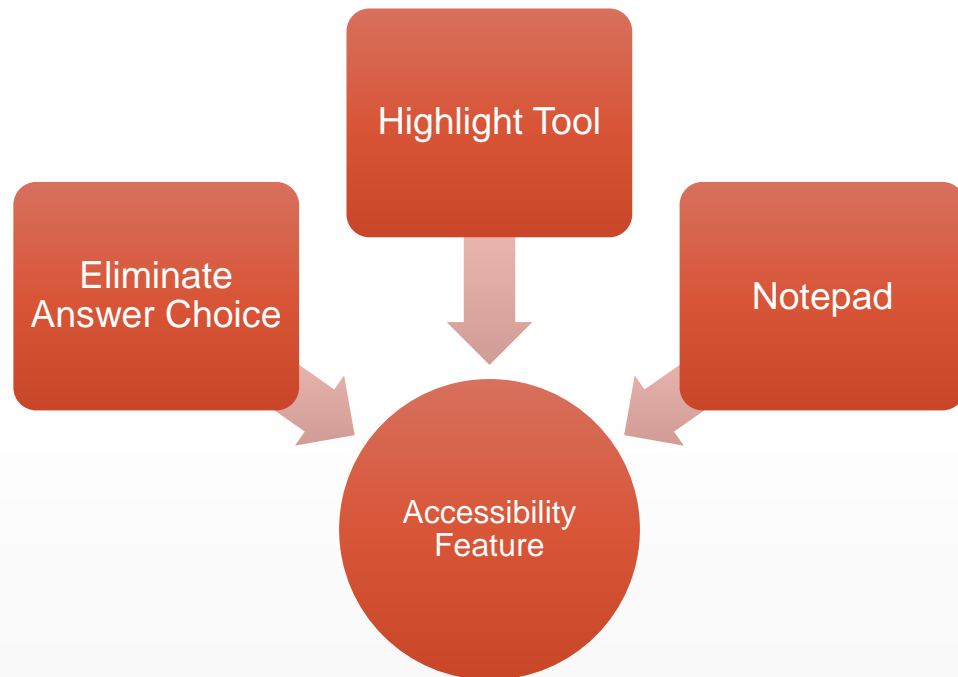 Highlight Tool
Eliminate
Answer Choice
Notepad
Accessibility
Feature